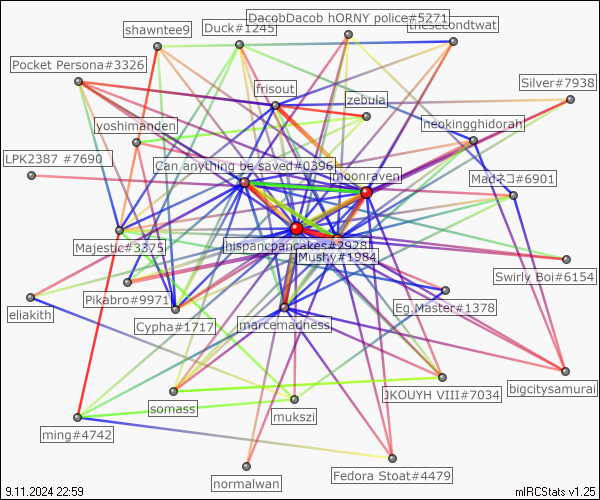 DacobDacob hORNY police#5271
shawntee9
Duck#1245
thesecondtwat
Pocket Persona#3326
frisout
Silver#7938
zebula
yoshimanden
neokingghidorah
LPK2387 #7690
Can anything be saved#0396
moonraven
Madネコ#6901
Majestic#3375
hispancpancakes#2928
Mushy#1984
Swirly Boi#6154
Pikabro#9971
Eg.Master#1378
eliakith
Cypha#1717
marcemadness
JKOUYH VIII#7034
bigcitysamurai
somass
mukszi
ming#4742
Fedora Stoat#4479
normalwan
9.11.2024 22:59
mIRCStats v1.25